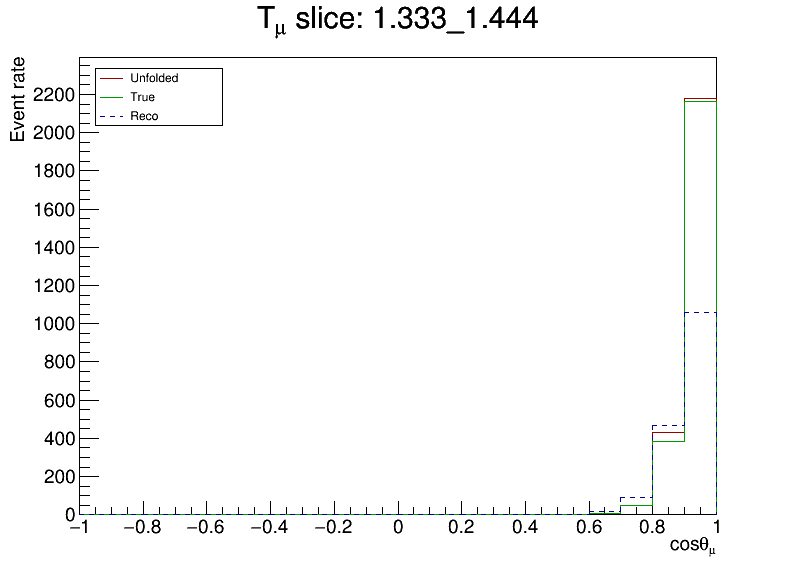 Tμ slice: 1.333_1.444
Event rate
Unfolded
True
Reco
2200
2000
1800
1600
1400
1200
1000
800
600
400
200
0
−1 −0.8 −0.6 −0.4 −0.2 0 0.2 0.4 0.6 0.8 1
cosθμ